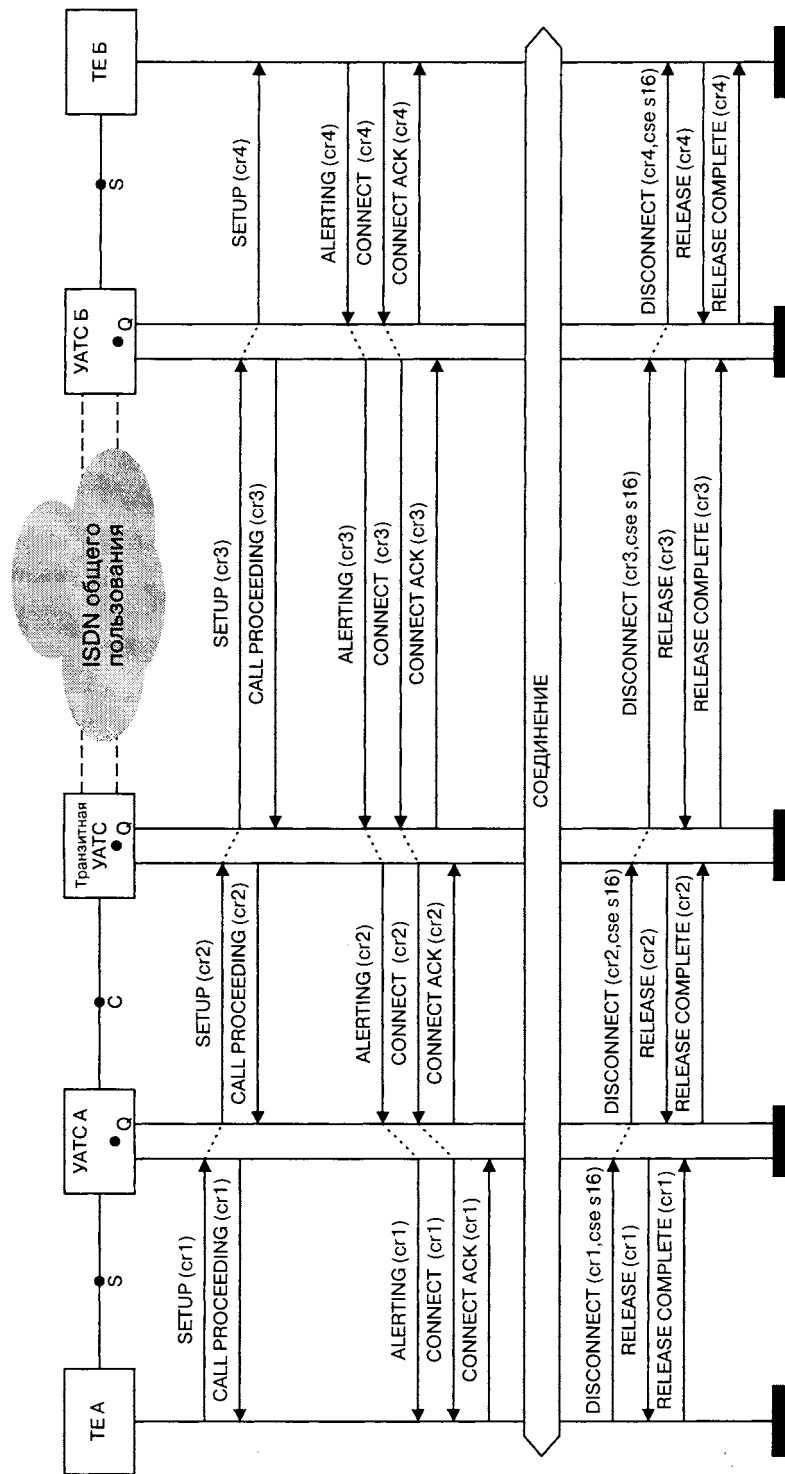 ТЕ А
S
УАТС А
Q
C
Транзитная
УАТС
Q
ISDN общего
пользования
УАТС Б
Q
S
ТЕ Б
SETUP (cr1)
CALL PROCEEDING (cr1)
SETUP (cr2)
CALL PROCEEDING (cr2)
SETUP (cr3)
CALL PROCEEDING (cr3)
SETUP (cr4)
ALERTING (cr1)
CONNECT (cr1)
CONNECT ACK (cr1)
ALERTING (cr2)
CONNECT (cr2)
CONNECT ACK (cr2)
ALERTING (cr3)
CONNECT (cr3)
CONNECT ACK (cr3)
ALERTING (cr4)
CONNECT (cr4)
CONNECT ACK (cr4)
СОЕДИНЕНИЕ
DISCONNECT (cr1,cse s16)
RELEASE (cr1)
RELEASE COMPLETE (cr1)
DISCONNECT (cr2,cse s16)
RELEASE (cr2)
RELEASE COMPLETE (cr2)
DISCONNECT (cr3,cse s16)
RELEASE (cr3)
RELEASE COMPLETE (cr3)
DISCONNECT (cr4,cse s16)
RELEASE (cr4)
RELEASE COMPLETE (cr4)